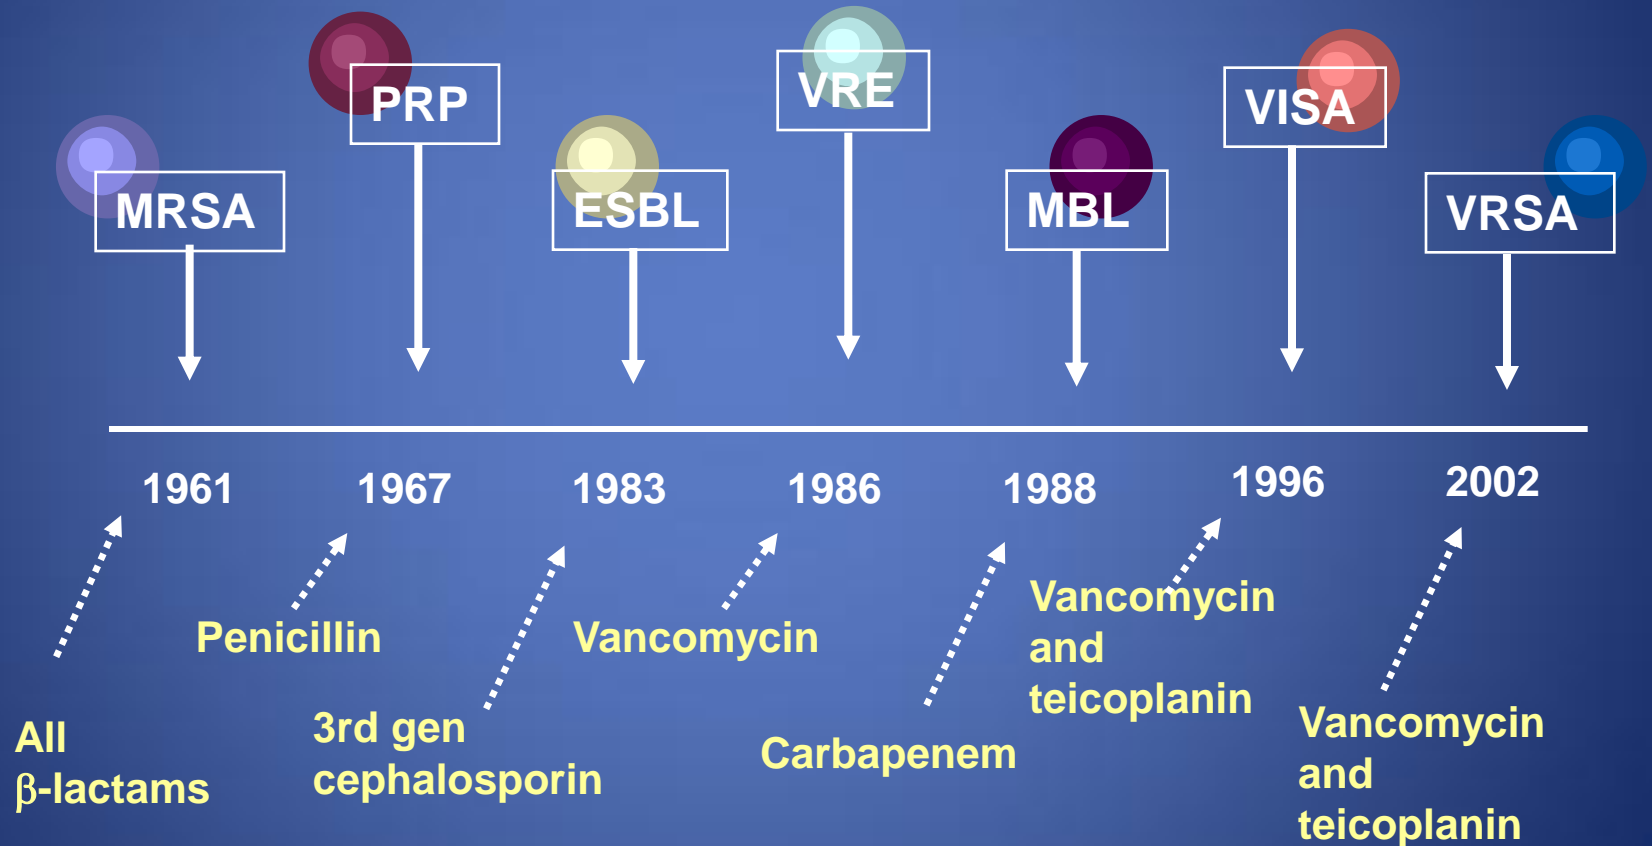 MRSA
PRP
ESBL
VRE
MBL
VISA
VRSA
1961
1967
1983
1986
1988
1996
2002
All
β-lactams
Penicillin
3rd gen
cephalosporin
Vancomycin
Carbapenem
Vancomycin
and
teicoplanin
Vancomycin
and
teicoplanin